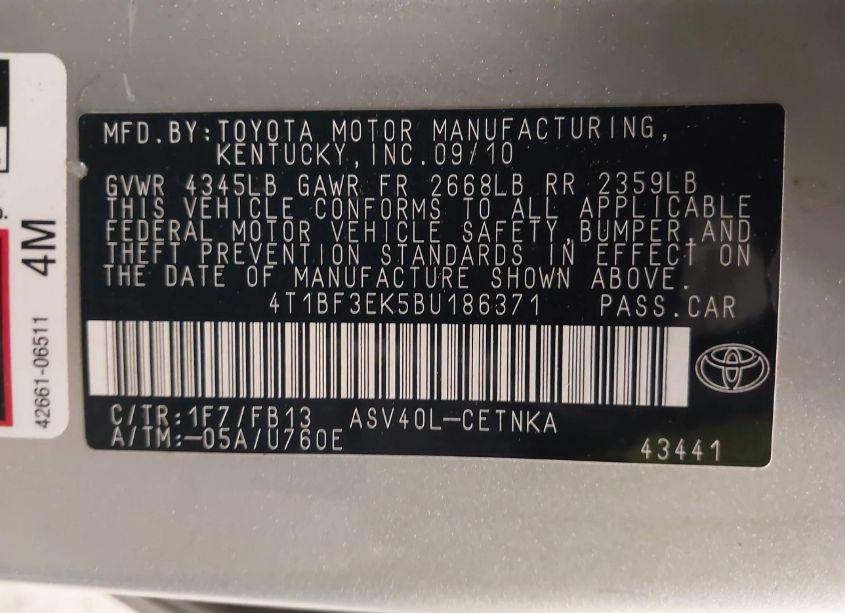 MFD.BY:TOYOTA MOTOR MANUFACTURING,
KENTUCKY,INC.09/10
GVWR 4345LB GAWR FR 2668LB RR 2359LB
THIS VEHICLE CONFORMS TO ALL APPLICABLE
FEDERAL MOTOR VEHICLE SAFETY,BUMPER,AND
THEFT PREVENTION STANDARDS IN EFFECT ON
THE DATE OF MANUFACTURE SHOWN ABOVE.
4T1BF3EK5BU186371 PASS.CAR
C/TR:1F7/FB13 ASV40L-CETNKA
A/TM:-05A/U760E
43441
4M
42661-06511